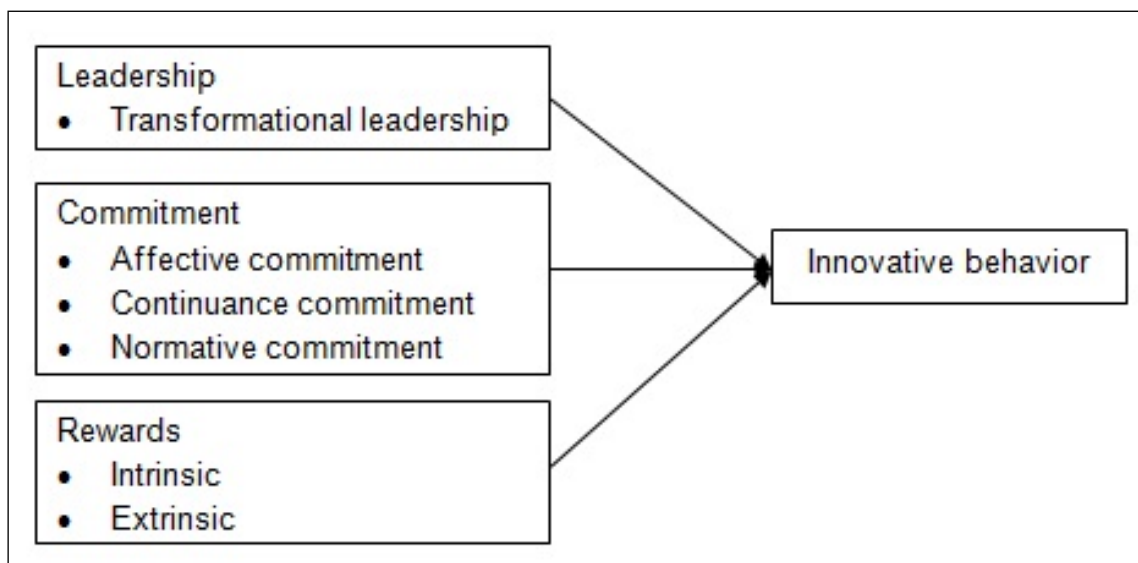 Leadership
• Transformational leadership
Commitment
• Affective commitment
• Continuance commitment
• Normative commitment
Rewards
• Intrinsic
• Extrinsic
Innovative behavior